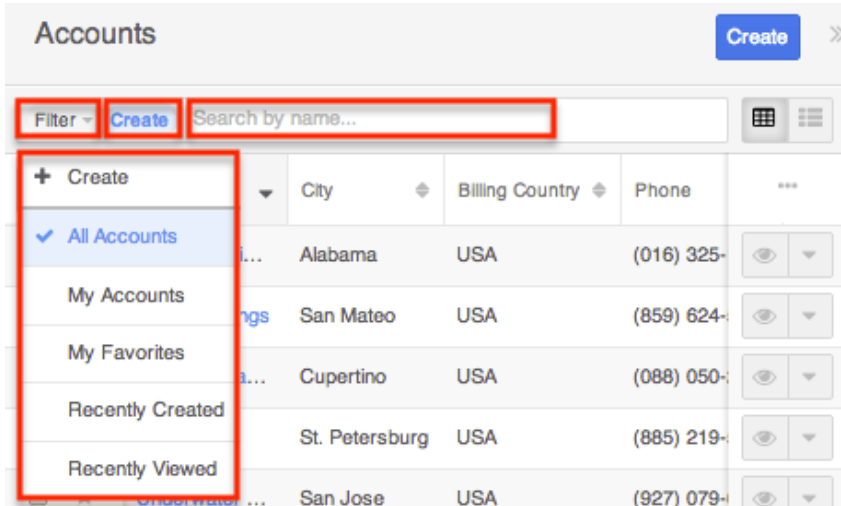 Accounts Create
Filter Create Search by name...
Create
City Billing Country Phone
All Accounts
i... Alabama USA (016) 325-
My Accounts
ngs San Mateo USA (859) 624-
My Favorites
a... Cupertino USA (088) 050-
Recently Created
St. Petersburg USA (885) 219-
Recently Viewed
Underwater ... San Jose USA (927) 079-